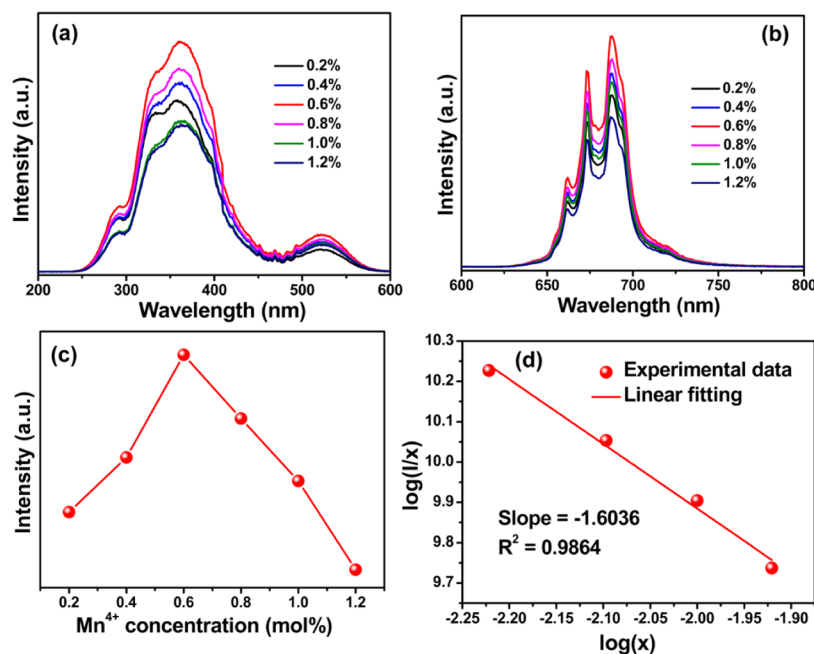 (a)
0.2%
0.4%
0.6%
0.8%
1.0%
1.2%
Intensity (a.u.)
200 300 400 500 600
Wavelength (nm)
(b)
0.2%
0.4%
0.6%
0.8%
1.0%
1.2%
Intensity (a.u.)
600 650 700 750 800
Wavelength (nm)
(c)
Intensity (a.u.)
0.2 0.4 0.6 0.8 1.0 1.2
Mn⁴⁺ concentration (mol%)
(d)
Experimental data
Linear fitting
log(I/x)
10.3
10.2
10.1
10.0
9.9
9.8
9.7
Slope = -1.6036
R² = 0.9864
-2.25 -2.20 -2.15 -2.10 -2.05 -2.00 -1.95 -1.90
log(x)